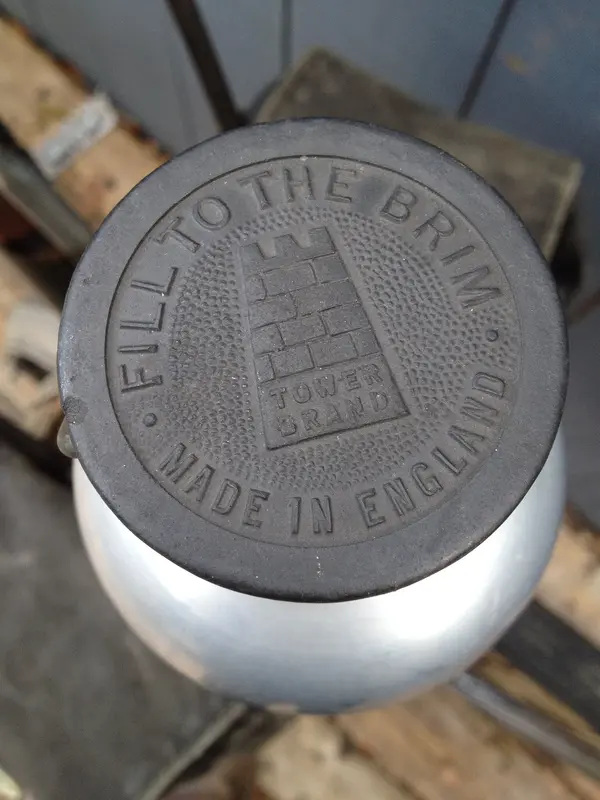 FILL TO THE BRIM
TOWER
BRAND
MADE IN ENGLAND